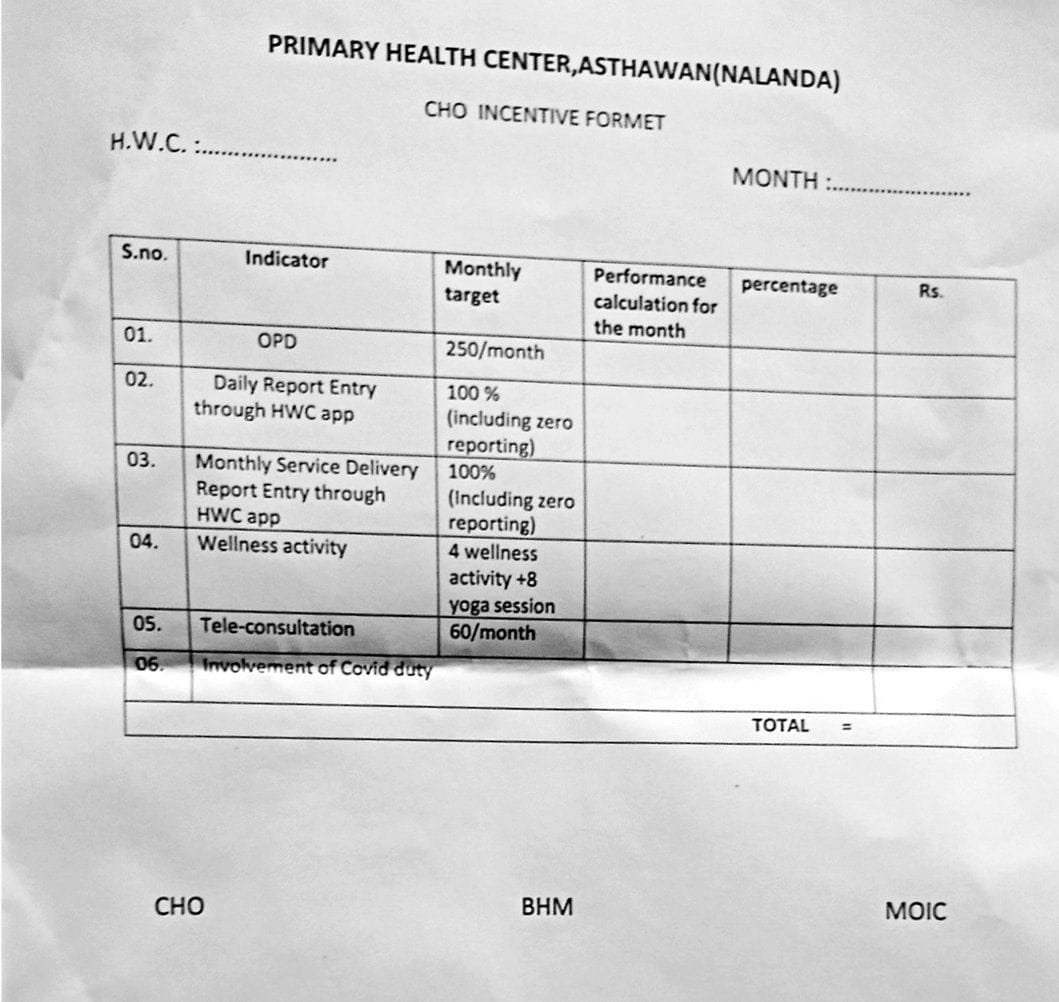 PRIMARY HEALTH CENTER,ASTHAWAN(NALANDA)
CHO INCENTIVE FORMET
H.W.C. :......................
MONTH :........................
S.no.
Indicator
Monthly
target
Performance
calculation for
the month
percentage
Rs.
01.
OPD
250/month
02.
Daily Report Entry
through HWC app
100 %
(including zero
reporting)
03.
Monthly Service Delivery
Report Entry through
HWC app
100%
(Including zero
reporting)
04.
Wellness activity
4 wellness
activity +8
yoga session
05.
Tele-consultation
60/month
06.
Involvement of Covid duty
TOTAL =
CHO
BHM
MOIC